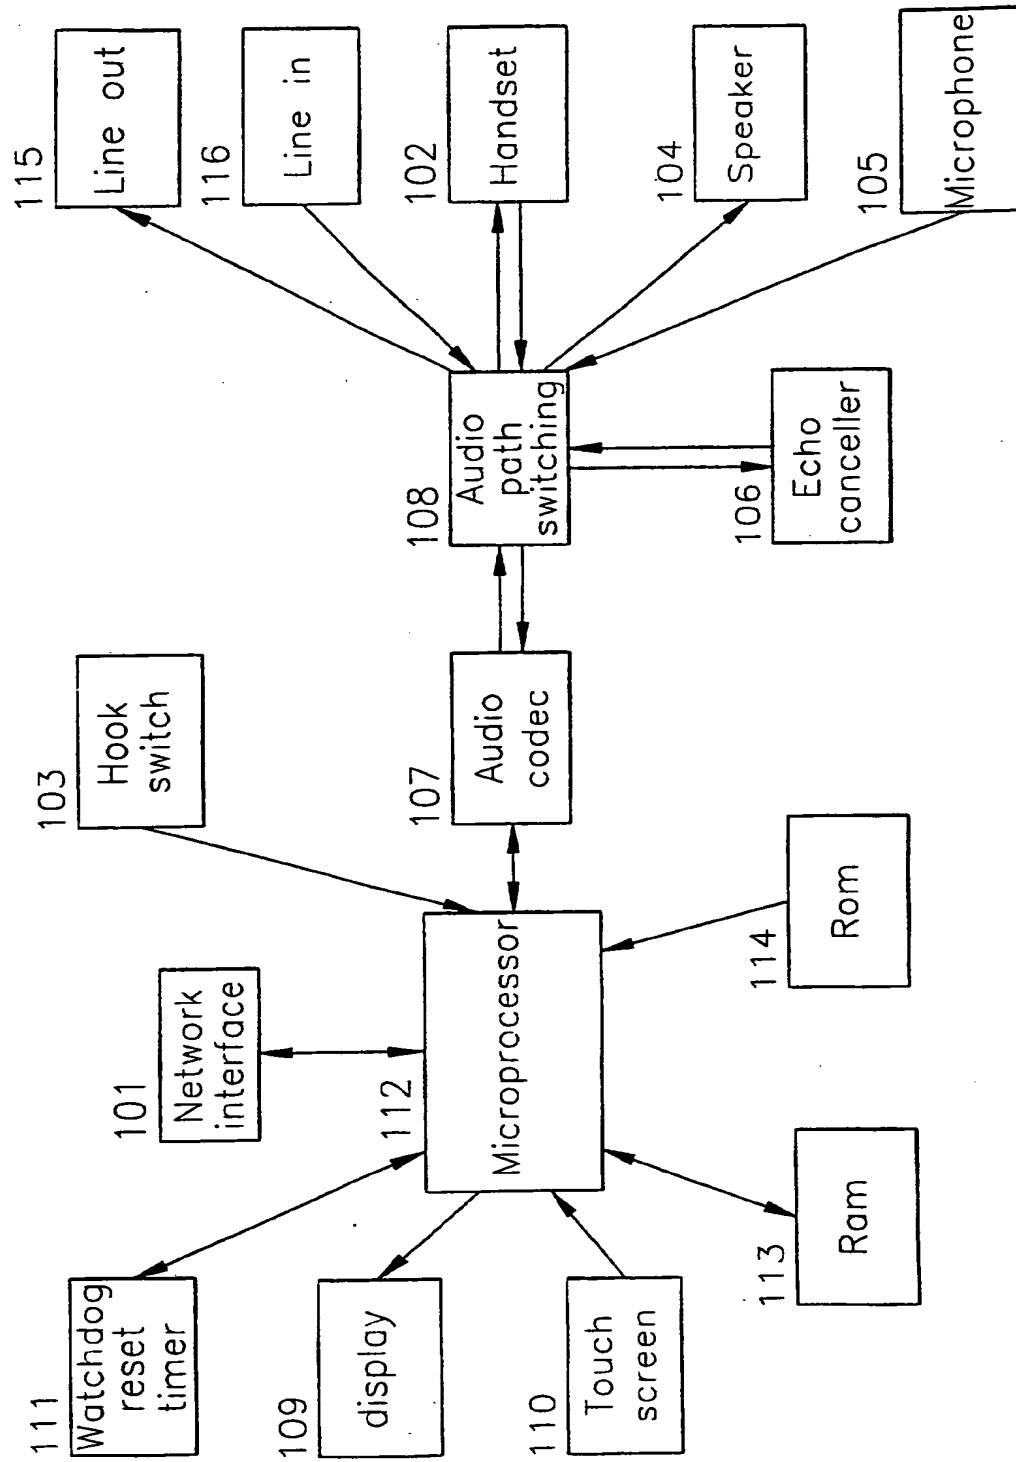 111
Watchdog
reset
timer
109
display
110
Touch
screen
101
Network
interface
112
Microprocessor
113
Ram
114
Rom
103
Hook
switch
107
Audio
codec
108
Audio
path
switching
106
Echo
canceller
115
Line out
116
Line in
102
Handset
104
Speaker
105
Microphone